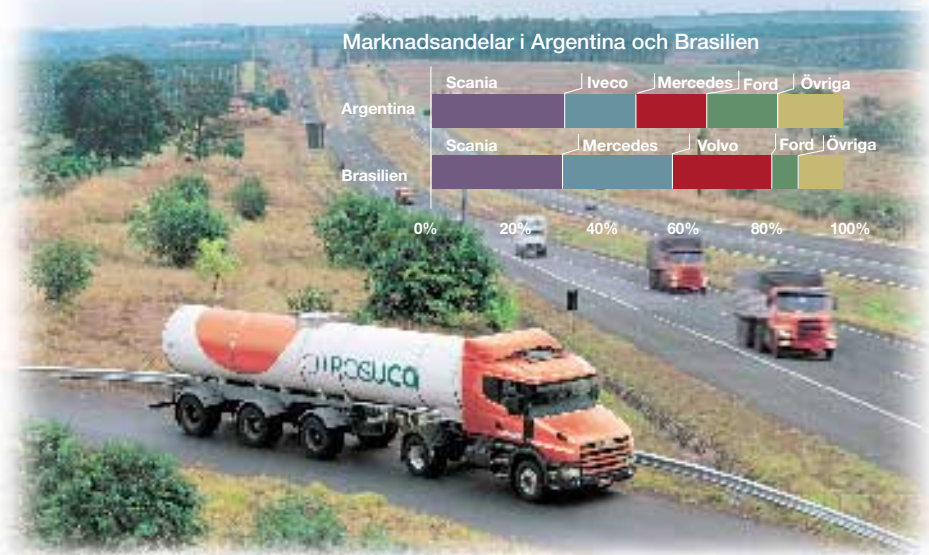 Marknadsandelar i Argentina och Brasilien
Scania Iveco Mercedes Ford Övriga
Argentina
Scania Mercedes Volvo Ford Övriga
Brasilien
0% 20% 40% 60% 80% 100%